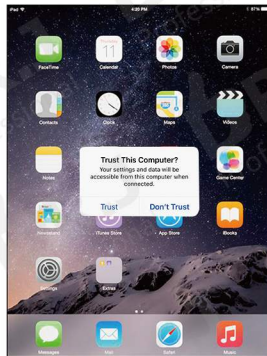 iPad
4:20 PM
97%
FaceTime
Calendar
Photos
Camera
11
Contacts
Clock
Maps
Videos
Notes
Game Center
Trust This Computer?
Your settings and data will be
accessible from this computer when
connected.
Trust
Don't Trust
Newsstand
iTunes Store
App Store
iBooks
Settings
Extras
Messages
Mail
Safari
Music